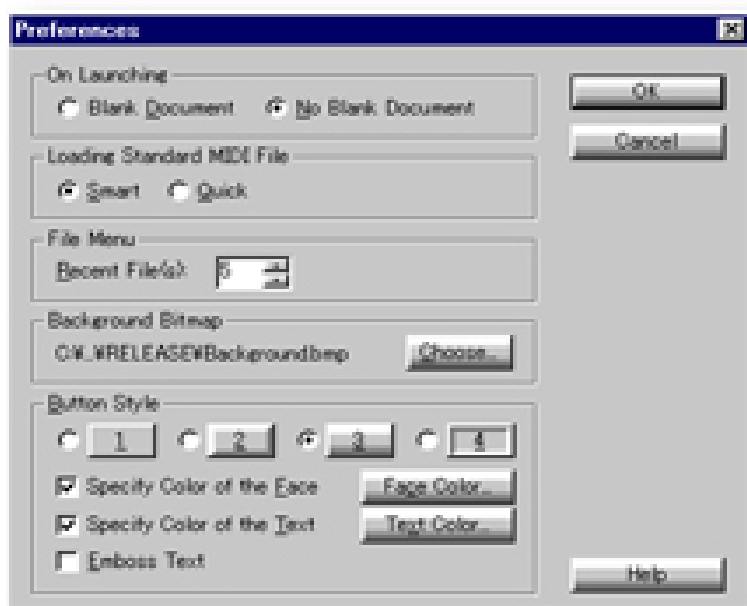 Preferences
On Launching
Blank Document No Blank Document
OK
Cancel
Loading Standard MIDI File
Smart Quick
File Menu
Recent File(s): 5
Background Bitmap
C:¥..¥RELEASE¥Background.bmp Choose...
Button Style
1 2 3 4
Specify Color of the Face Face Color...
Specify Color of the Text Text Color...
Emboss Text
Help